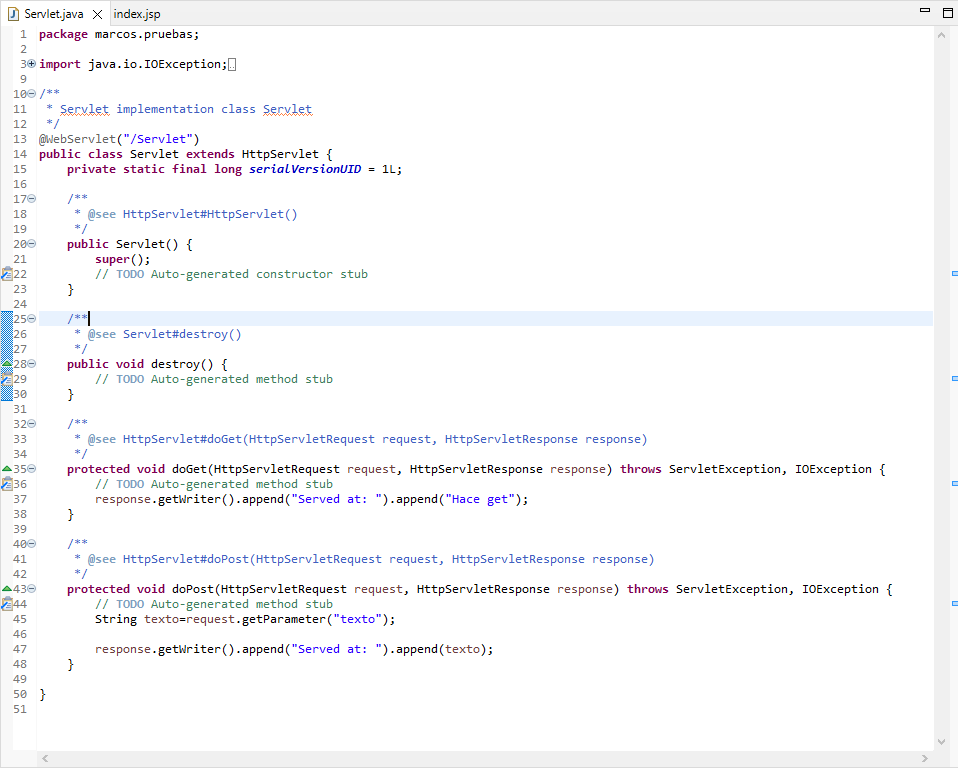 Servlet.java index.jsp
1 package marcos.pruebas;
2
3 import java.io.IOException;
9
10 /**
11  * Servlet implementation class Servlet
12  */
13 @WebServlet("/Servlet")
14 public class Servlet extends HttpServlet {
15     private static final long serialVersionUID = 1L;
16
17     /**
18      * @see HttpServlet#HttpServlet()
19      */
20     public Servlet() {
21         super();
22         // TODO Auto-generated constructor stub
23     }
24
25     /**
26      * @see Servlet#destroy()
27      */
28     public void destroy() {
29         // TODO Auto-generated method stub
30     }
31
32     /**
33      * @see HttpServlet#doGet(HttpServletRequest request, HttpServletResponse response)
34      */
35     protected void doGet(HttpServletRequest request, HttpServletResponse response) throws ServletException, IOException {
36         // TODO Auto-generated method stub
37         response.getWriter().append("Served at: ").append("Hace get");
38     }
39
40     /**
41      * @see HttpServlet#doPost(HttpServletRequest request, HttpServletResponse response)
42      */
43     protected void doPost(HttpServletRequest request, HttpServletResponse response) throws ServletException, IOException {
44         // TODO Auto-generated method stub
45         String texto=request.getParameter("texto");
46
47         response.getWriter().append("Served at: ").append(texto);
48     }
49
50 }
51